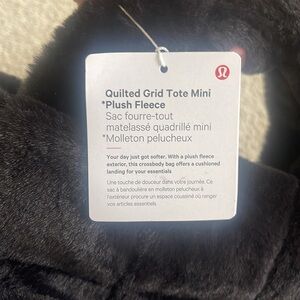 Quilted Grid Tote Mini
*Plush Fleece
Sac fourre-tout
matelassé quadrillé mini
*Molleton pelucheux
Your day just got softer. With a plush fleece
exterior, this crossbody bag offers a cushioned
landing for your essentials
Une touche de douceur dans votre journée. Ce
sac à bandoulière en molleton pelucheux à
l'extérieur procure un espace coussiné où ranger
vos articles essentiels.